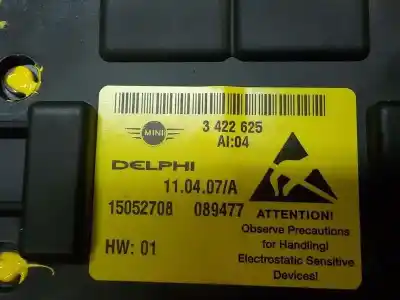 MINI
3 422 625
AI:04
DELPHI
11.04.07/A
15052708 089477
HW: 01
ATTENTION!
Observe Precautions
for Handling!
Electrostatic Sensitive
Devices!